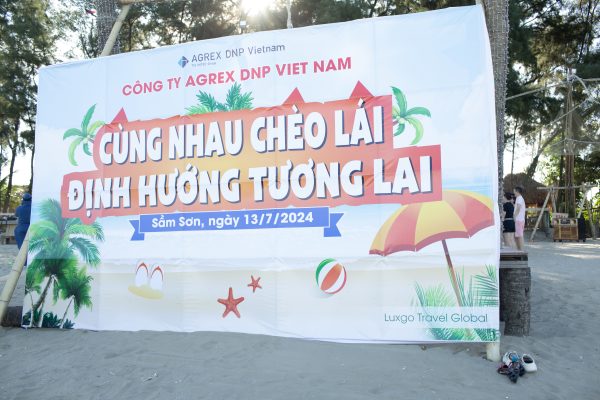 AGREX DNP Vietnam
CÔNG TY AGREX DNP VIET NAM
CÙNG NHAU CHÈO LÁI
ĐỊNH HƯỚNG TƯƠNG LAI
Sầm Sơn, ngày 13/7/2024
Luxgo Travel Global